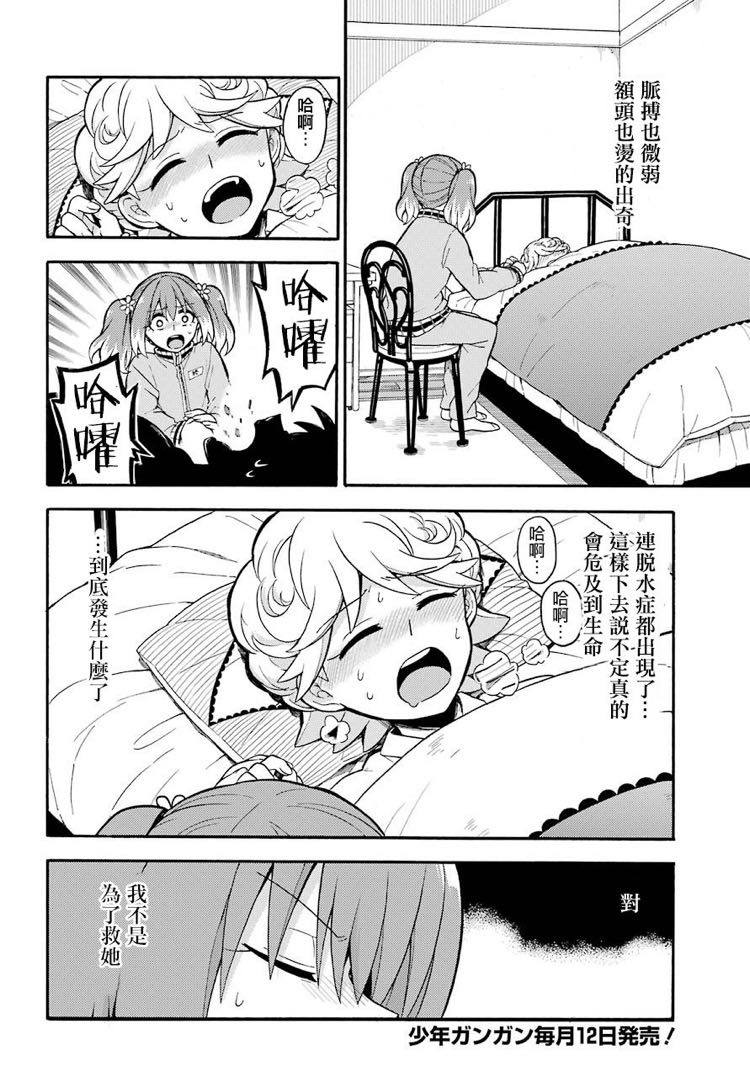 脈搏也微弱
額頭也燙的出奇
哈啊…
哈嚁
哈嚁
連脫水症都出現了…
這樣下去說不定真的
會危及到生命
哈啊…
哈啊…
…到底發生什麼了
對
我不是
為了救她
少年ガンガン毎月12日発売！